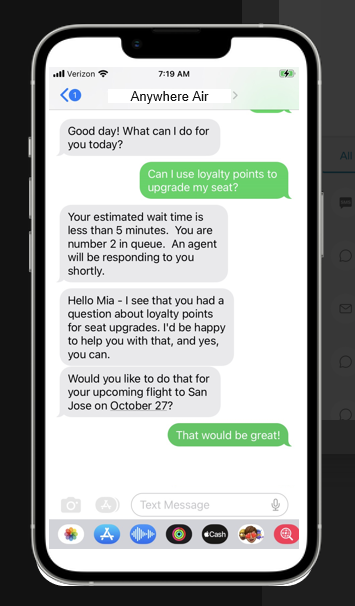 Verizon 7:19 AM
1 Anywhere Air
Good day! What can I do for
you today?
Can I use loyalty points to
upgrade my seat?
Your estimated wait time is
less than 5 minutes. You are
number 2 in queue. An agent
will be responding to you
shortly.
Hello Mia - I see that you had a
question about loyalty points
for seat upgrades. I'd be happy
to help you with that, and yes,
you can.
Would you like to do that for
your upcoming flight to San
Jose on October 27?
That would be great!
Text Message
Cash
All